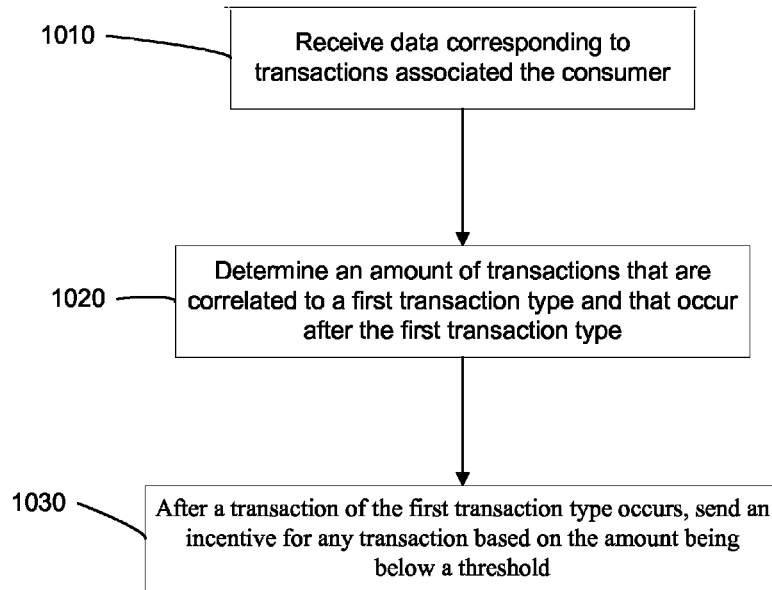 1010
Receive data corresponding to
transactions associated the consumer
1020
Determine an amount of transactions that are
correlated to a first transaction type and that occur
after the first transaction type
1030
After a transaction of the first transaction type occurs, send an
incentive for any transaction based on the amount being
below a threshold